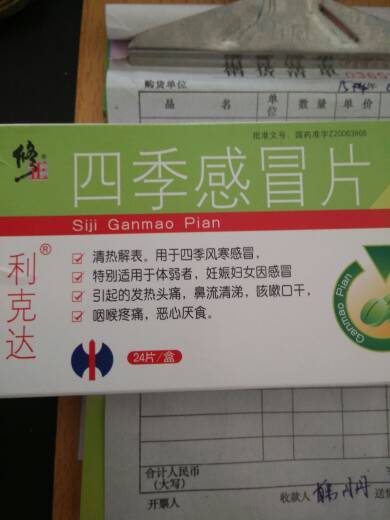 购货单位
品 名
单位
数 量
单 价
批准文号：国药准字Z20063868
修正
四季感冒片
Siji Ganmao Pian
利克达®
清热解表。用于四季风寒感冒，
特别适用于体弱者，妊娠妇女因感冒
引起的发热头痛，鼻流清涕，咳嗽口干，
咽喉疼痛，恶心厌食。
24片/盒
Ganmao Pian
合计人民币
（大写）
开票人
收款人